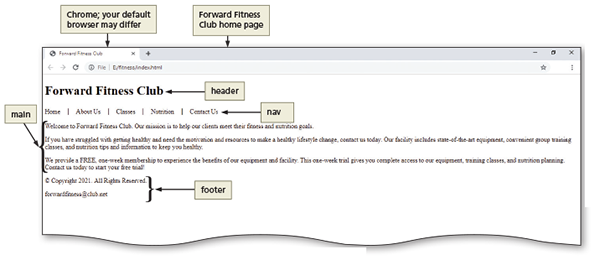 Chrome; your default
browser may differ
Forward Fitness
Club home page
Forward Fitness Club
File | E:/fitness/index.html
Forward Fitness Club
header
Home | About Us | Classes | Nutrition | Contact Us
nav
main
Welcome to Forward Fitness Club. Our mission is to help our clients meet their fitness and nutrition goals.
If you have struggled with getting healthy and need the motivation and resources to make a healthy lifestyle change, contact us today. Our facility includes state-of-the-art equipment, convenient group training
classes, and nutrition tips and information to keep you healthy.
We provide a FREE, one-week membership to experience the benefits of our equipment and facility. This one-week trial gives you complete access to our equipment, training classes, and nutrition planning.
Contact us today to start your free trial!
© Copyright 2021. All Rights Reserved.
forwardfitness@club.net
footer